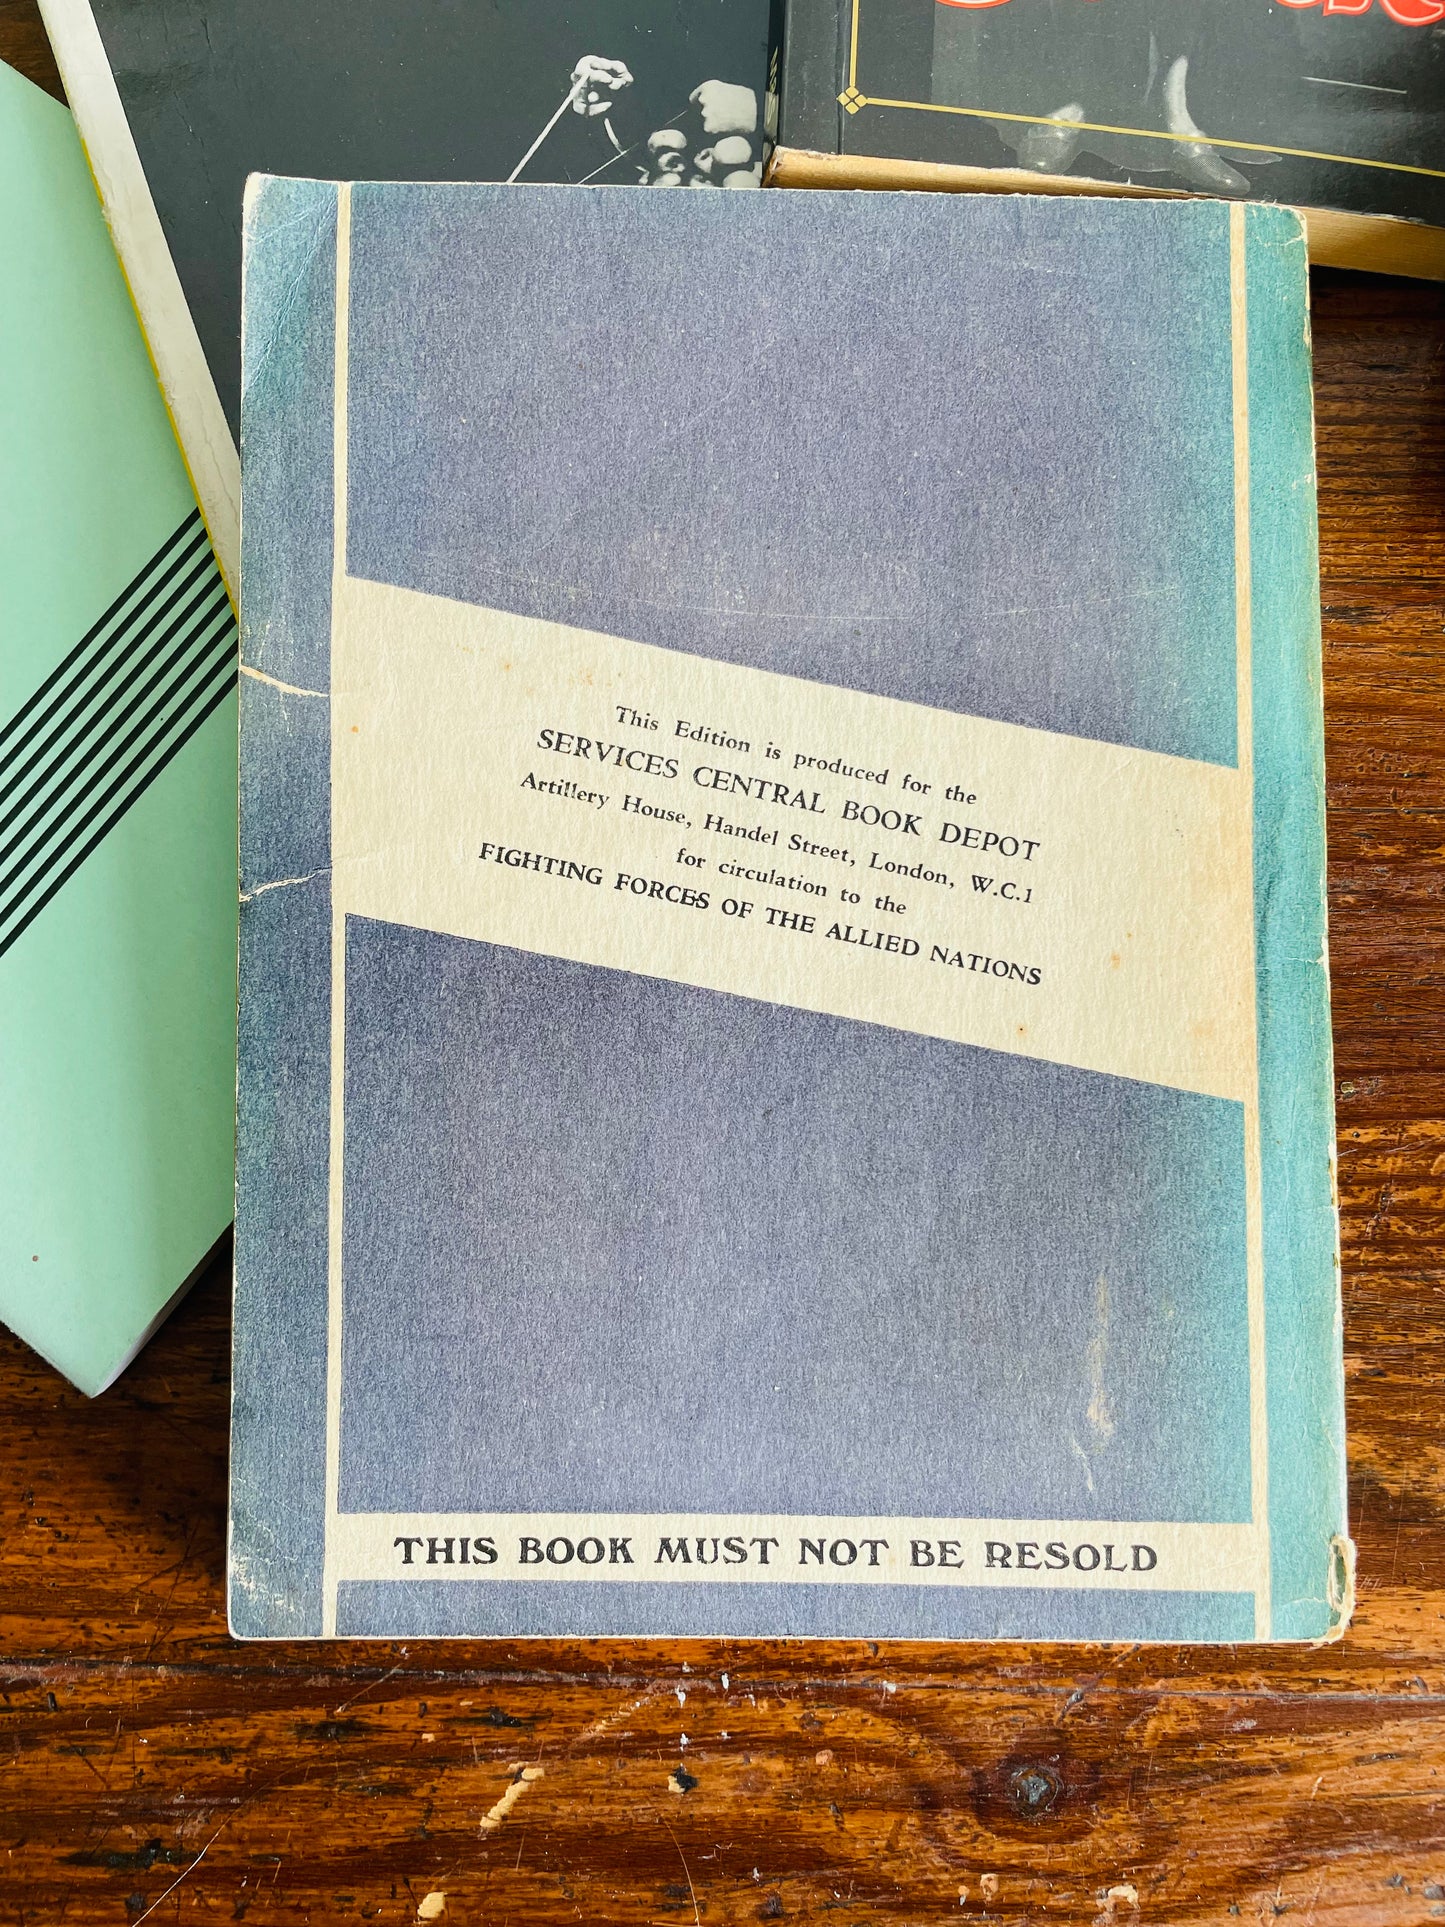 This Edition is produced for the
SERVICES CENTRAL BOOK DEPOT
Artillery House, Handel Street, London, W.C.1
for circulation to the
FIGHTING FORCES OF THE ALLIED NATIONS
THIS BOOK MUST NOT BE RESOLD